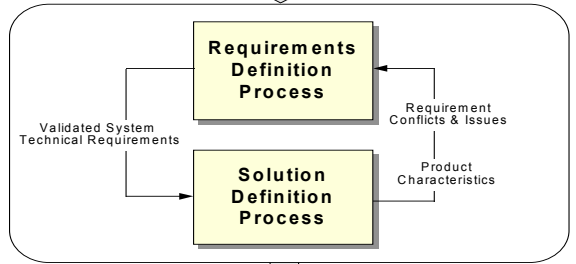 Requirements
Definition
Process
Validated System
Technical Requirements
Requirement
Conflicts & Issues
Product
Characteristics
Solution
Definition
Process